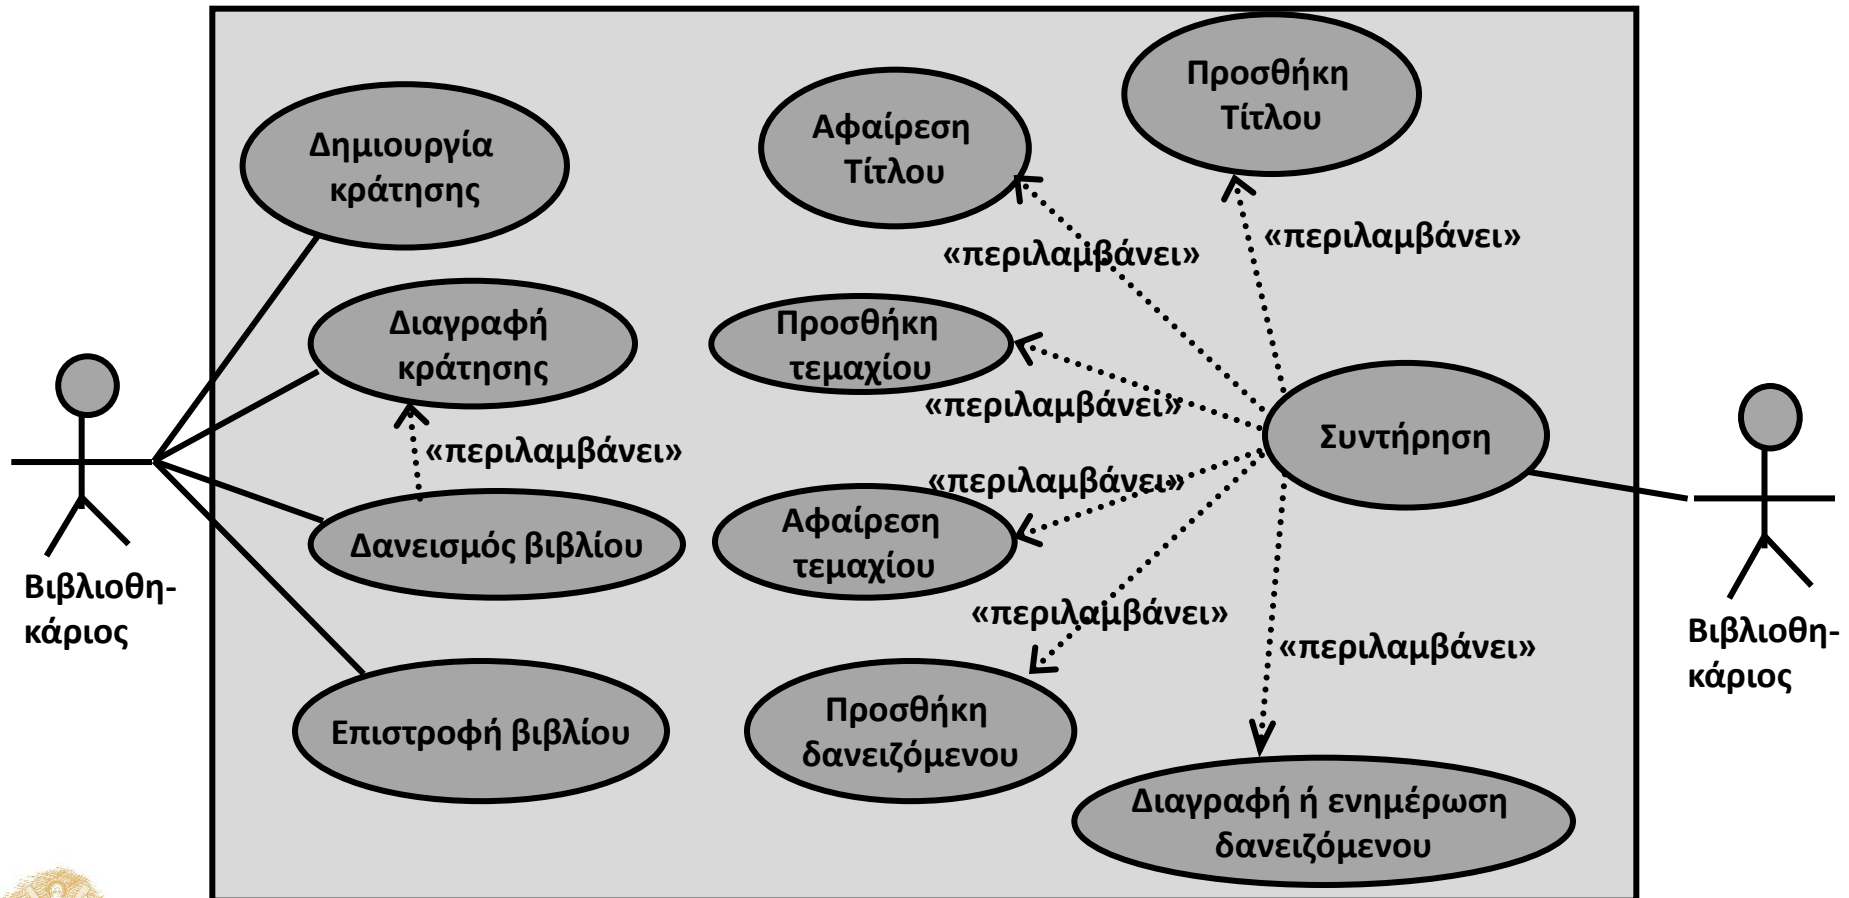 Προσθήκη
Τίτλου
Αφαίρεση
Τίτλου
Δημιουργία
κράτησης
«περιλαμβάνει»
«περιλαμβάνει»
Διαγραφή
κράτησης
Προσθήκη
τεμαχίου
«περιλαμβάνει»
Συντήρηση
«περιλαμβάνει»
«περιλαμβάνει»
Δανεισμός βιβλίου
Αφαίρεση
τεμαχίου
Βιβλιοθη-
κάριος
«περιλαμβάνει»
«περιλαμβάνει»
Βιβλιοθη-
κάριος
Επιστροφή βιβλίου
Προσθήκη
δανειζόμενου
Διαγραφή ή ενημέρωση
δανειζόμενου